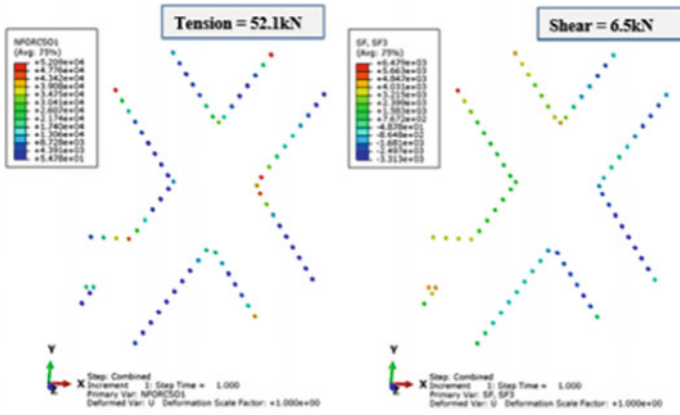 Tension = 52.1kN
NFORCSO1
(Avg: 75%)
+5.209e+04
+4.776e+04
+4.342e+04
+3.908e+04
+3.475e+04
+3.041e+04
+2.607e+04
+2.174e+04
+1.740e+04
+1.306e+04
+8.728e+03
+4.391e+03
+5.478e+01
Y
X
Z
Step: Combined
Increment 1: Step Time = 1.000
Primary Var: NFORCSO1
Deformed Var: U Deformation Scale Factor: +1.000e+00
Shear = 6.5kN
SF, SF3
(Avg: 75%)
+6.479e+03
+5.663e+03
+4.847e+03
+4.031e+03
+3.215e+03
+2.399e+03
+1.583e+03
+7.672e+02
-4.878e+01
-8.648e+02
-1.681e+03
-2.497e+03
-3.313e+03
Y
X
Z
Step: Combined
Increment 1: Step Time = 1.000
Primary Var: SF, SF3
Deformed Var: U Deformation Scale Factor: +1.000e+00